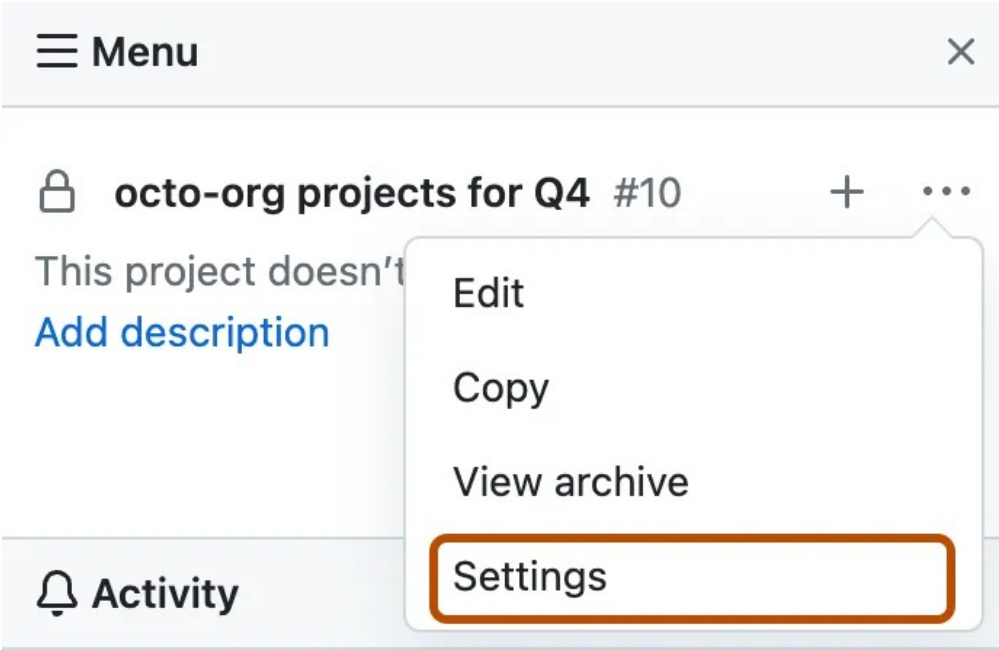 Menu
octo-org projects for Q4 #10
This project doesn't
Add description
Edit
Copy
View archive
Settings
Activity